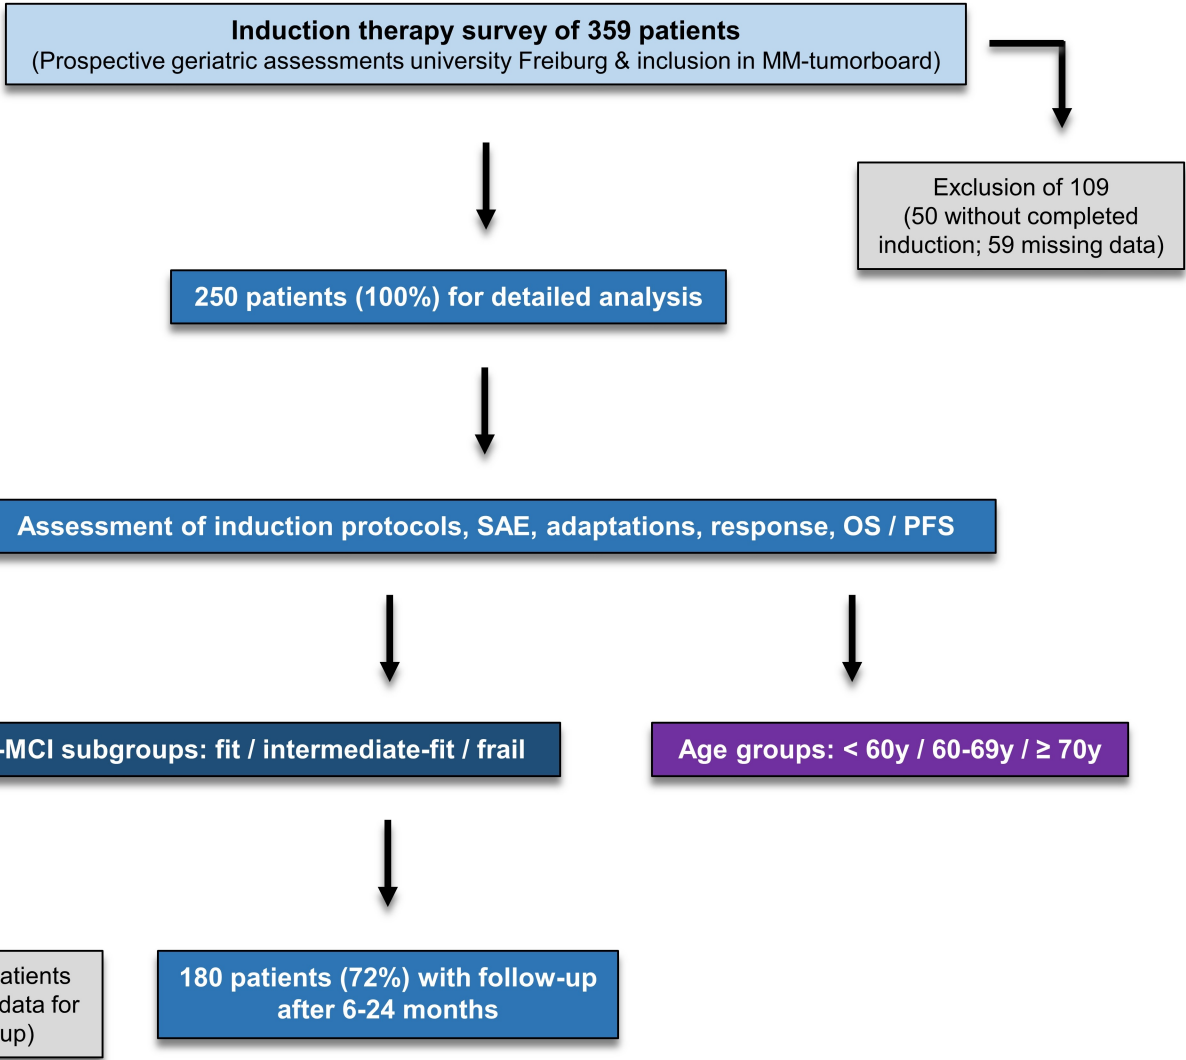 Induction therapy survey of 359 patients
(Prospective geriatric assessments university Freiburg & inclusion in MM-tumorboard)
Exclusion of 109
(50 without completed
induction; 59 missing data)
250 patients (100%) for detailed analysis
Assessment of induction protocols, SAE, adaptations, response, OS / PFS
-MCI subgroups: fit / intermediate-fit / frail
Age groups: < 60y / 60-69y / ≥ 70y
atients
data for
up)
180 patients (72%) with follow-up
after 6-24 months